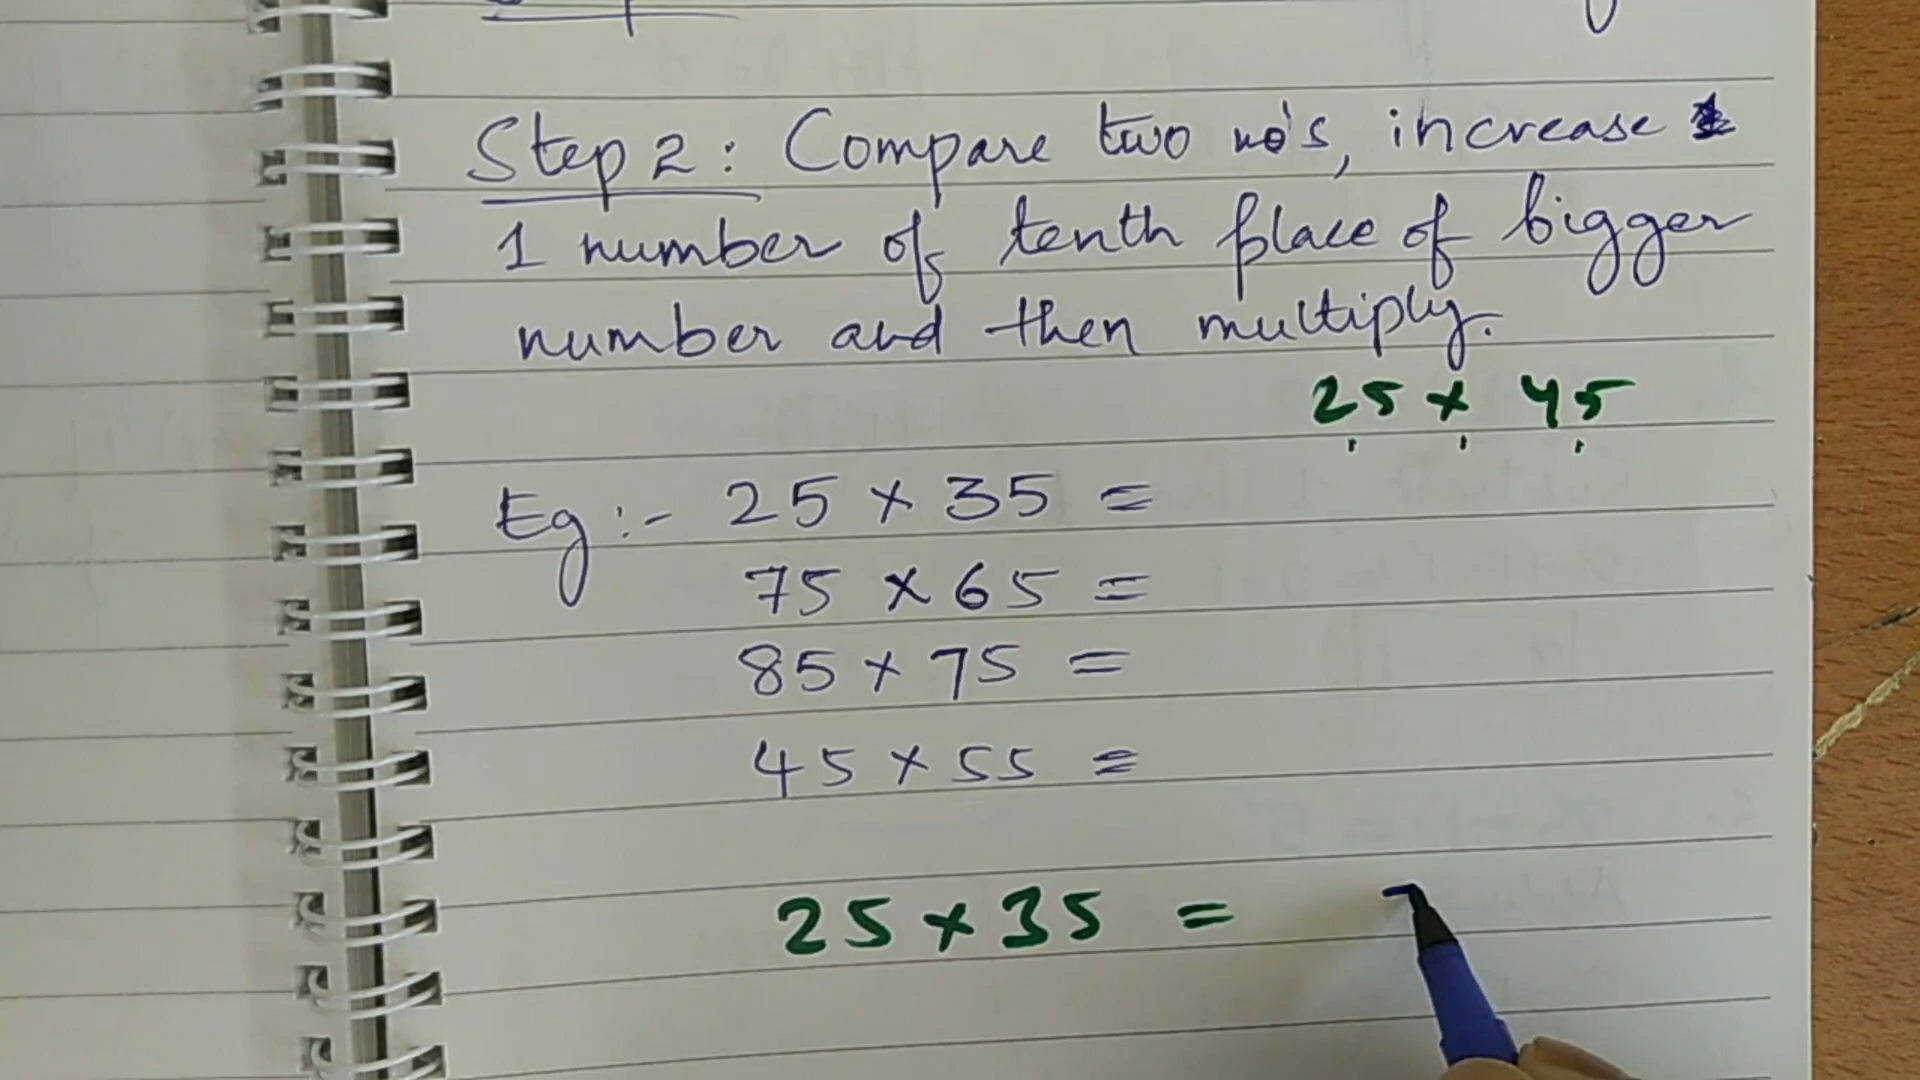 Step 2: Compare two no's, increase
1 number of tenth place of bigger
number and then multiply.
25 x 45
Eg :- 25 x 35 =
75 x 65 =
85 x 75 =
45 x 55 =
25 x 35 =